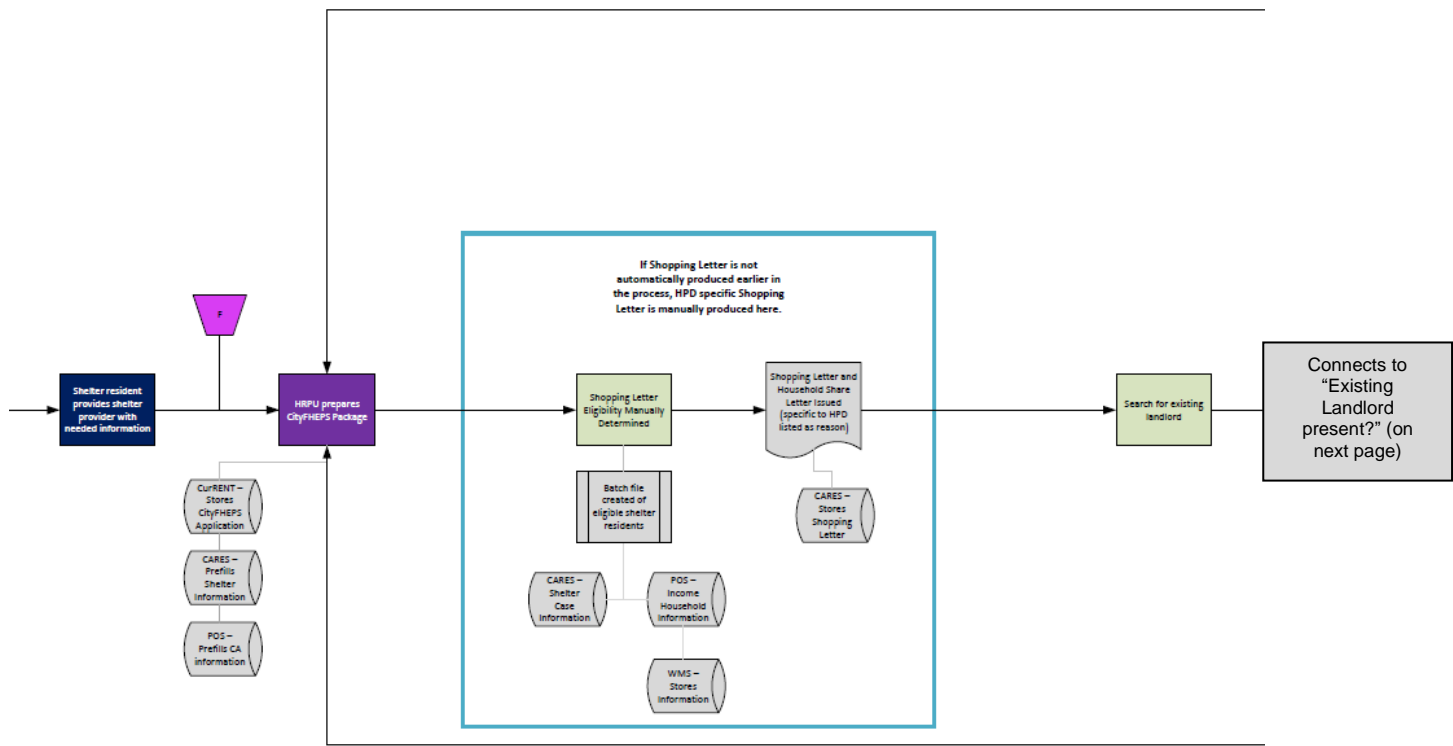 If Shopping Letter is not
automatically produced earlier in
the process, HPD specific Shopping
Letter is manually produced here.
F
Shelter resident
provides shelter
provider with
needed information
HRPU prepares
CityFHEPS Package
Shopping Letter
Eligibility Manually
Determined
Shopping Letter and
Household Share
Letter Issued
(specific to HPD
listed as reason)
Search for existing
landlord
Connects to
“Existing
Landlord
present?” (on
next page)
CurRENT –
Stores
CityFHEPS
Application
CARES –
Prefills
Shelter
Information
POS –
Prefills CA
information
Batch file
created of
eligible shelter
residents
CARES –
Stores
Shopping
Letter
CARES –
Shelter
Case
Information
POS –
Income
Household
Information
WMS –
Stores
Information